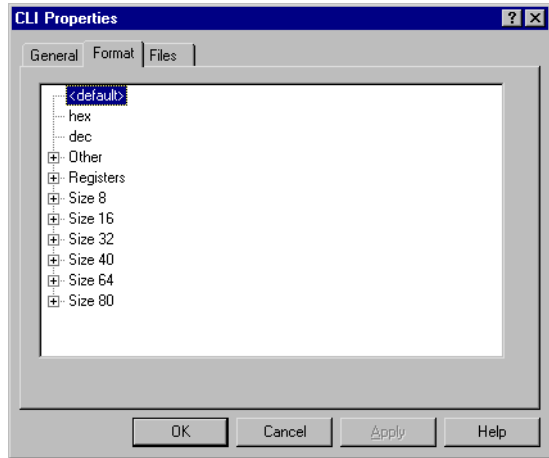 CLI Properties
General Format Files
<default>
hex
dec
Other
Registers
Size 8
Size 16
Size 32
Size 40
Size 64
Size 80
OK Cancel Apply Help